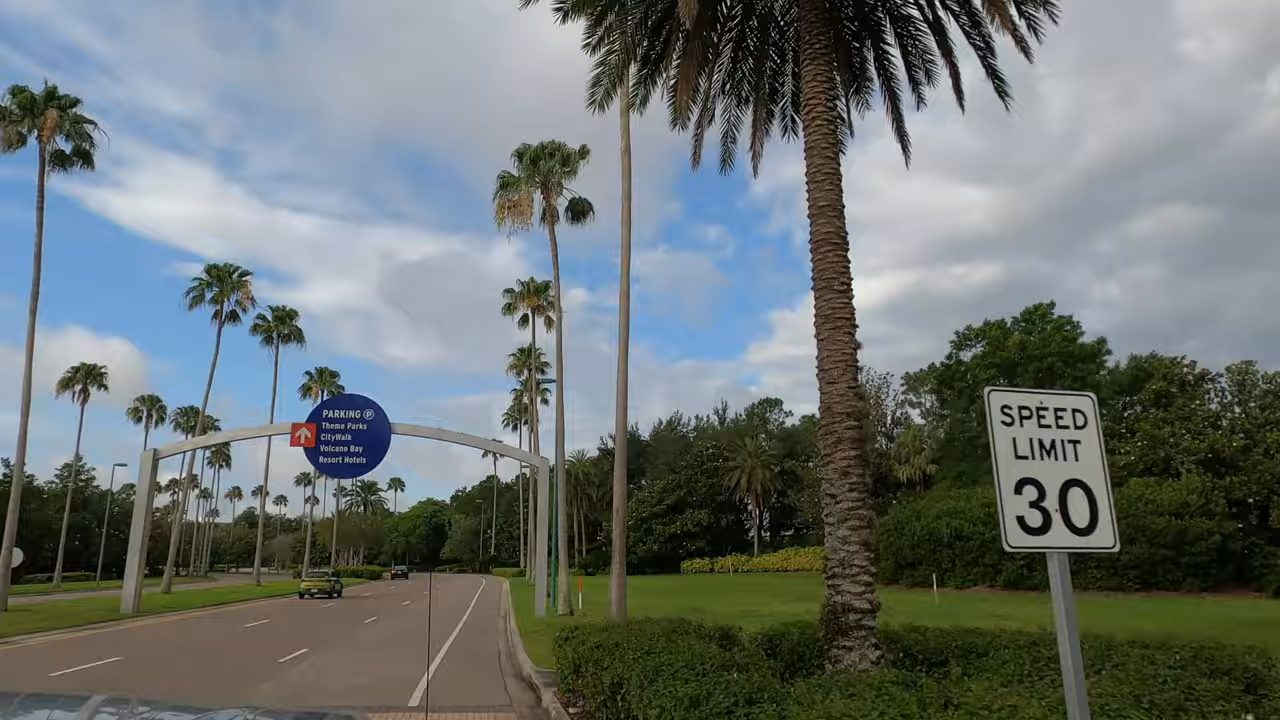 PARKING P
Theme Parks
CityWalk
Volcano Bay
Resort Hotels
SPEED
LIMIT
30